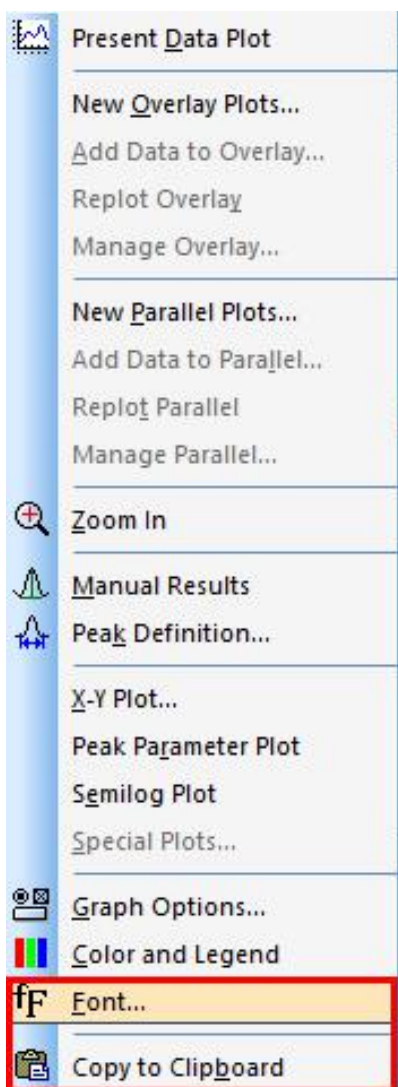 Present Data Plot
New Overlay Plots...
Add Data to Overlay...
Replot Overlay
Manage Overlay...
New Parallel Plots...
Add Data to Parallel...
Replot Parallel
Manage Parallel...
Zoom In
Manual Results
Peak Definition...
X-Y Plot...
Peak Parameter Plot
Semilog Plot
Special Plots...
Graph Options...
Color and Legend
fF Font...
Copy to Clipboard